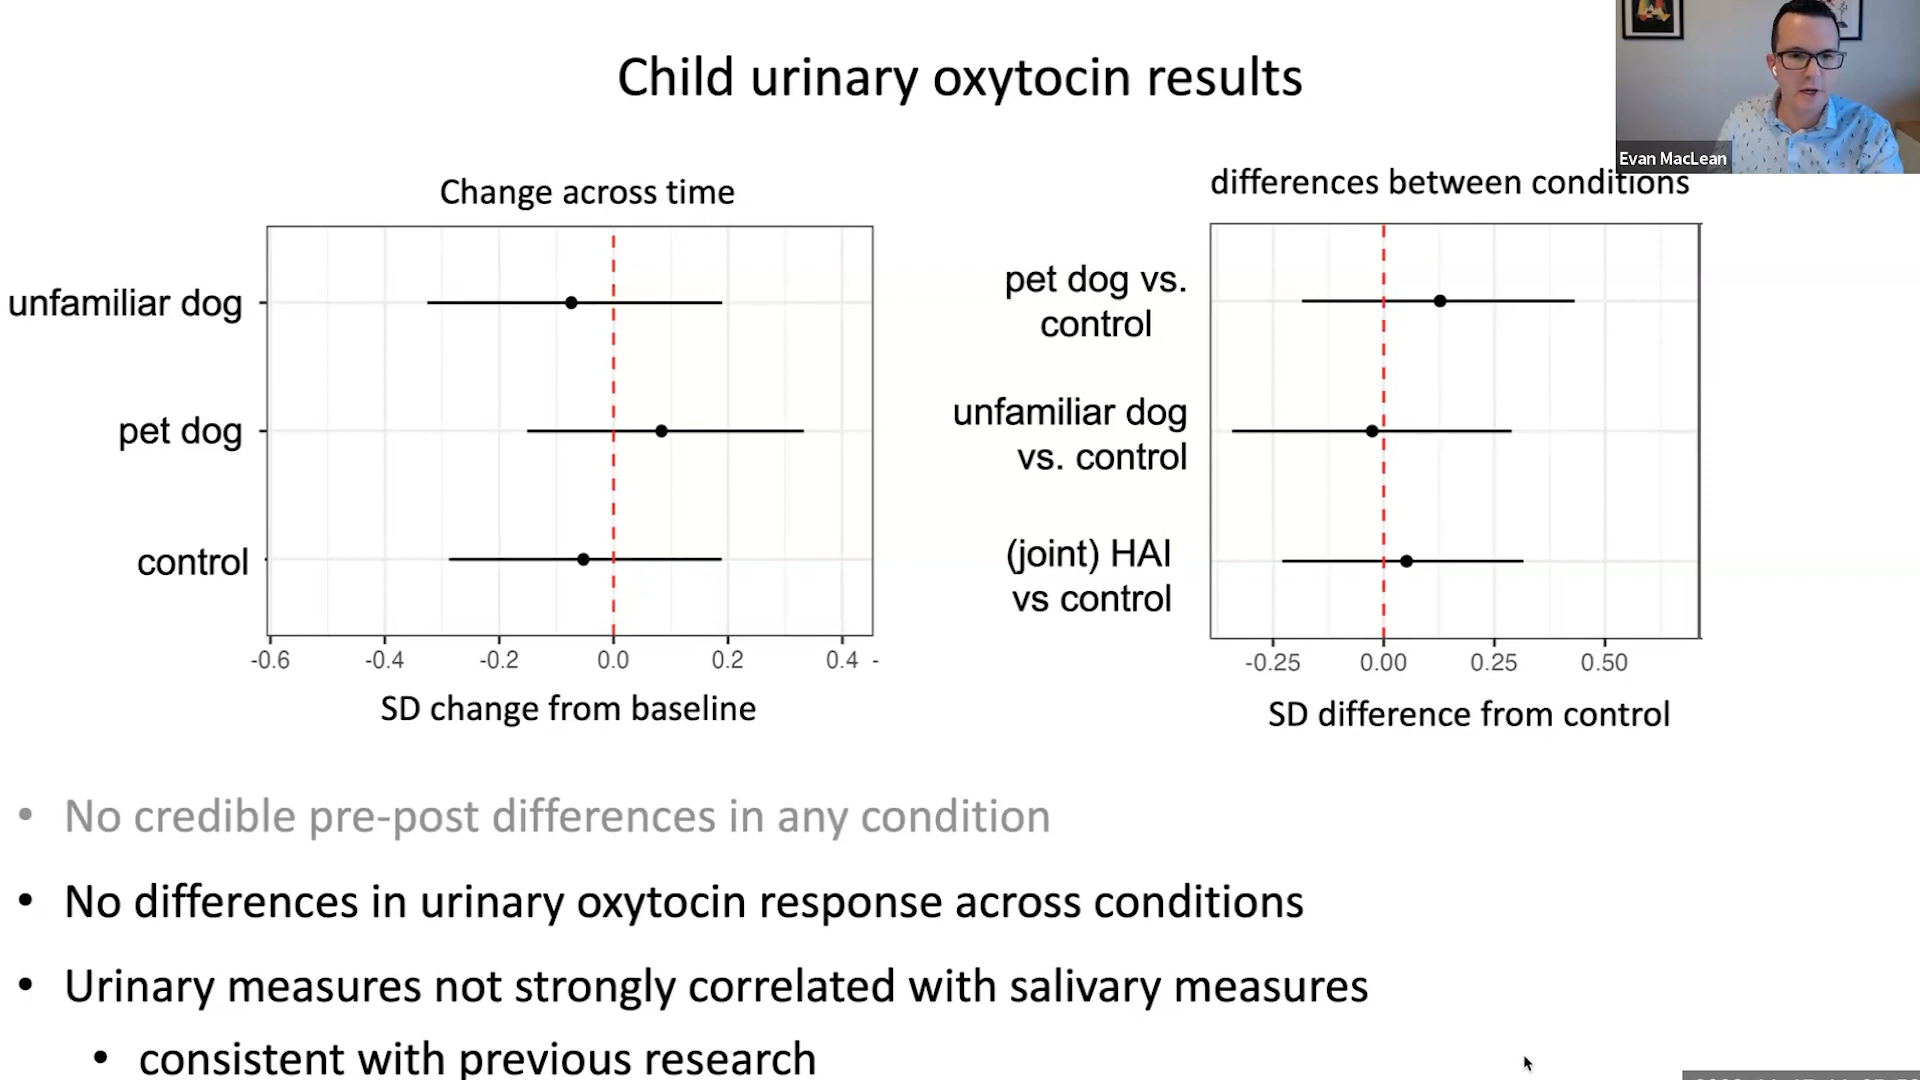 Child urinary oxytocin results
Evan MacLean
Change across time
unfamiliar dog
pet dog
control
-0.6 -0.4 -0.2 0.0 0.2 0.4 -
SD change from baseline
differences between conditions
pet dog vs.
control
unfamiliar dog
vs. control
(joint) HAI
vs control
-0.25 0.00 0.25 0.50
SD difference from control
• No credible pre-post differences in any condition
• No differences in urinary oxytocin response across conditions
• Urinary measures not strongly correlated with salivary measures
• consistent with previous research